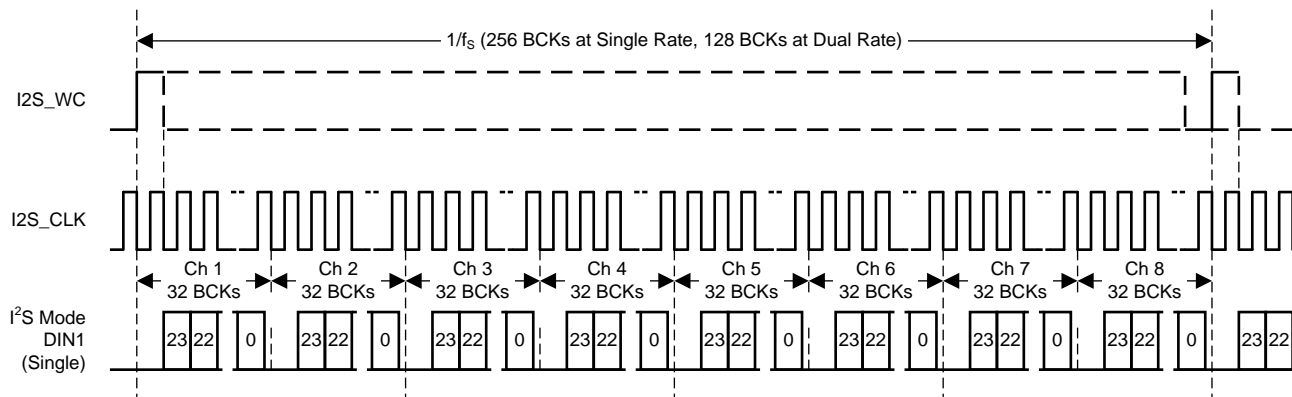 1/fS (256 BCKs at Single Rate, 128 BCKs at Dual Rate)
I2S_WC
I2S_CLK
Ch 1 Ch 2 Ch 3 Ch 4 Ch 5 Ch 6 Ch 7 Ch 8
32 BCKs 32 BCKs 32 BCKs 32 BCKs 32 BCKs 32 BCKs 32 BCKs 32 BCKs
I²S Mode
DIN1
(Single)
23 22 0 23 22 0 23 22 0 23 22 0 23 22 0 23 22 0 23 22 0 23 22 0 23 22